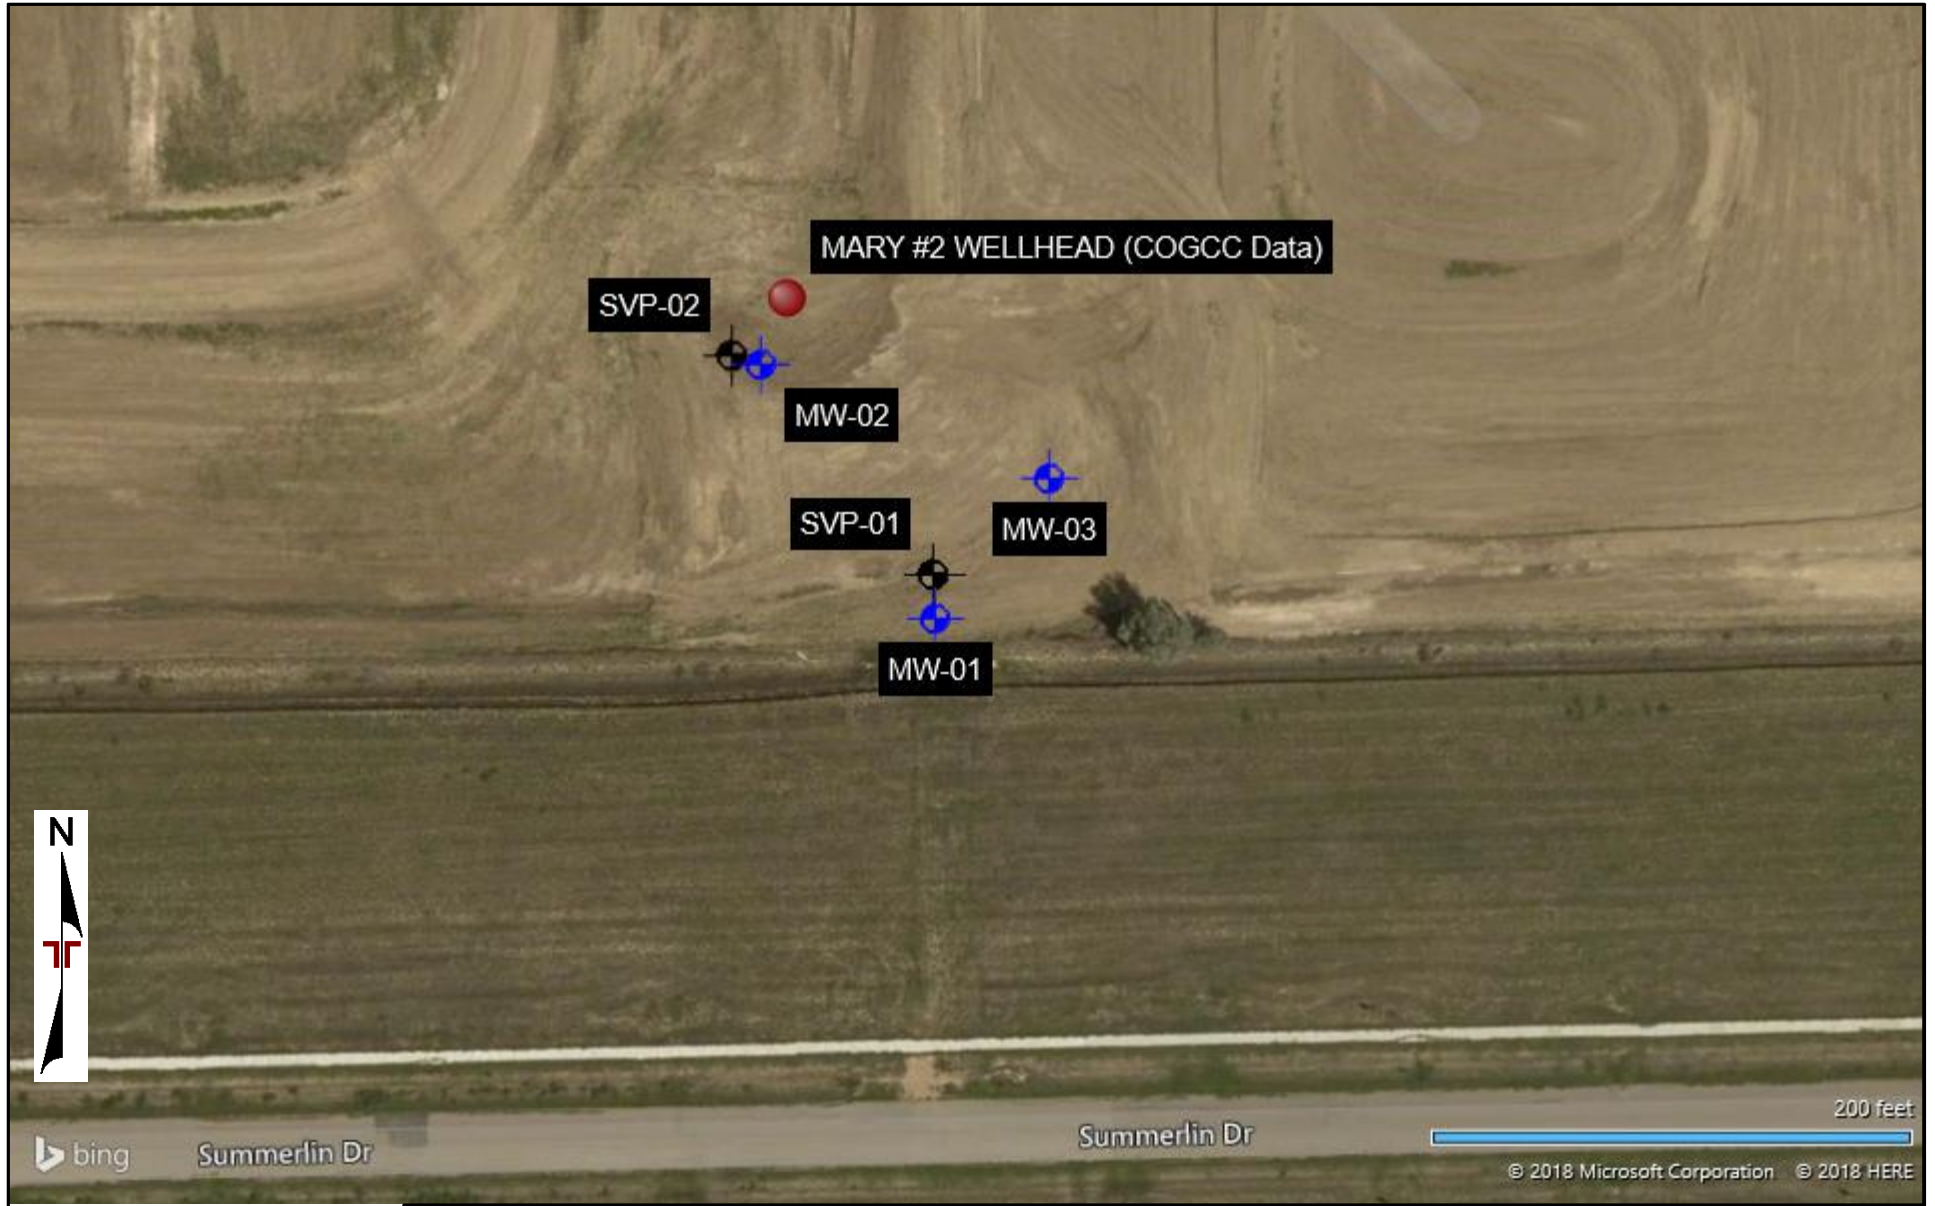 MARY #2 WELLHEAD (COGCC Data)
SVP-02
MW-02
SVP-01
MW-03
MW-01
N
200 feet
Summerlin Dr
Summerlin Dr
bing
© 2018 Microsoft Corporation © 2018 HERE